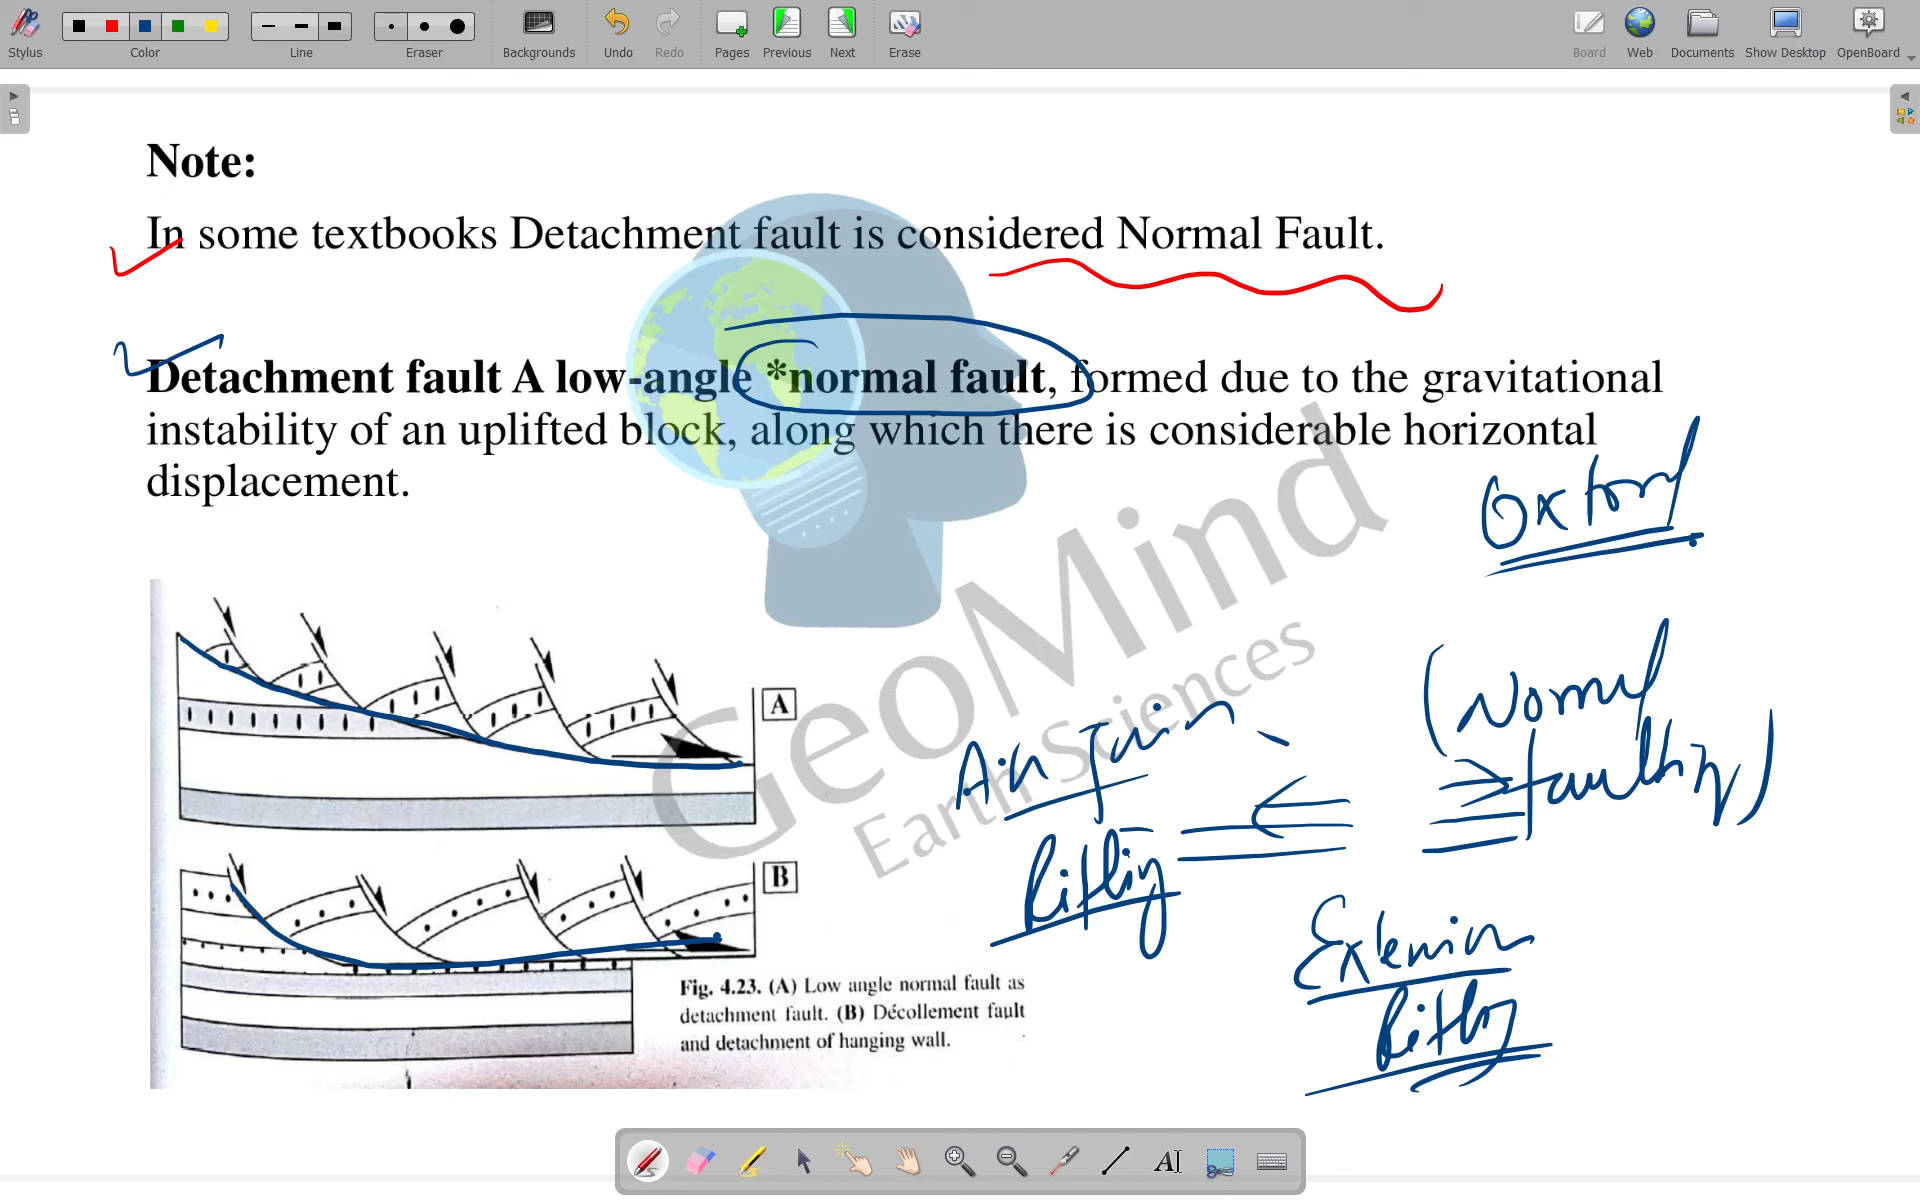 Stylus
Color
Line
Eraser
Backgrounds
Undo
Redo
Pages
Previous
Next
Erase
Board
Web
Documents
Show Desktop
OpenBoard
Note:
In some textbooks Detachment fault is considered Normal Fault.
Detachment fault A low-angle *normal fault, formed due to the gravitational
instability of an uplifted block, along which there is considerable horizontal
displacement.
Oxford
A
B
GeoMind
Earth Sciences
(Normal
faulting)
Rifting
Extension
Rifting
Fig. 4.23. (A) Low angle normal fault as
detachment fault. (B) Décollement fault
and detachment of hanging wall.
AI